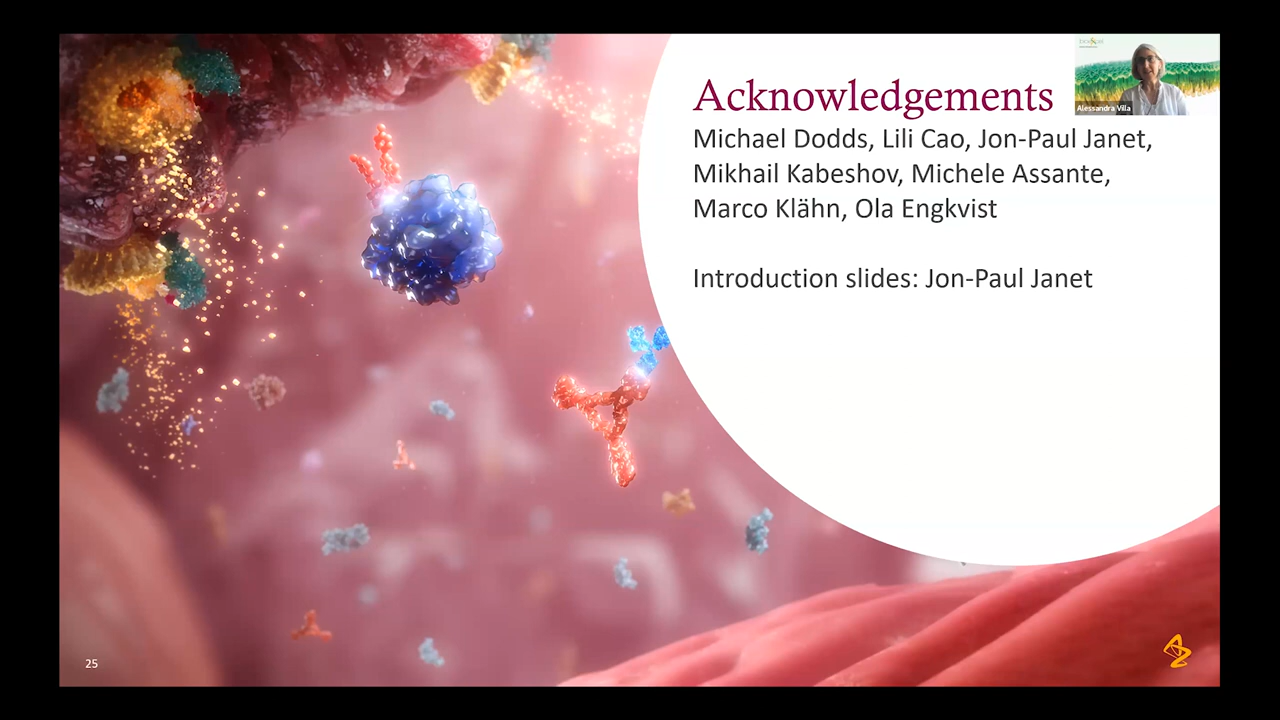 Acknowledgements
Alessandra Villa
Michael Dodds, Lili Cao, Jon-Paul Janet,
Mikhail Kabeshov, Michele Assante,
Marco Klähn, Ola Engkvist
Introduction slides: Jon-Paul Janet
25